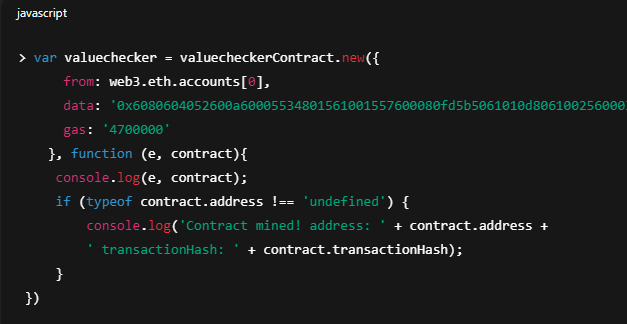 javascript
> var valuechecker = valuecheckerContract.new({
from: web3.eth.accounts[0],
data: '0x6080604052600a60005534801561001557600080fd5b5061010d806100256000
gas: '4700000'
}, function (e, contract){
console.log(e, contract);
if (typeof contract.address !== 'undefined') {
console.log('Contract mined! address: ' + contract.address +
' transactionHash: ' + contract.transactionHash);
}
})